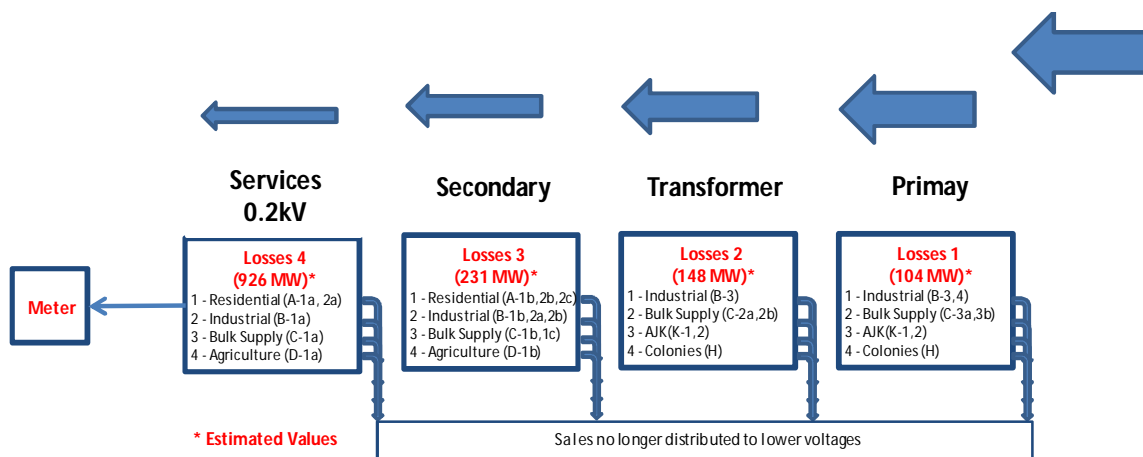 Services
0.2kV
Secondary
Transformer
Primay
Losses 4
(926 MW)*
1 - Residential (A-1a, 2a)
2 - Industrial (B-1a)
3 - Bulk Supply (C-1a)
4 - Agriculture (D-1a)
Losses 3
(231 MW)*
1 - Residential (A-1b, 2b, 2c)
2 - Industrial (B-1b, 2a, 2b)
3 - Bulk Supply (C-1b, 1c)
4 - Agriculture (D-1b)
Losses 2
(148 MW)*
1 - Industrial (B-3)
2 - Bulk Supply (C-2a, 2b)
3 - AJK(K-1, 2)
4 - Colonies (H)
Losses 1
(104 MW)*
1 - Industrial (B-3,4)
2 - Bulk Supply (C-3a, 3b)
3 - AJK(K-1, 2)
4 - Colonies (H)
Meter
* Estimated Values
Sales no longer distributed to lower voltages